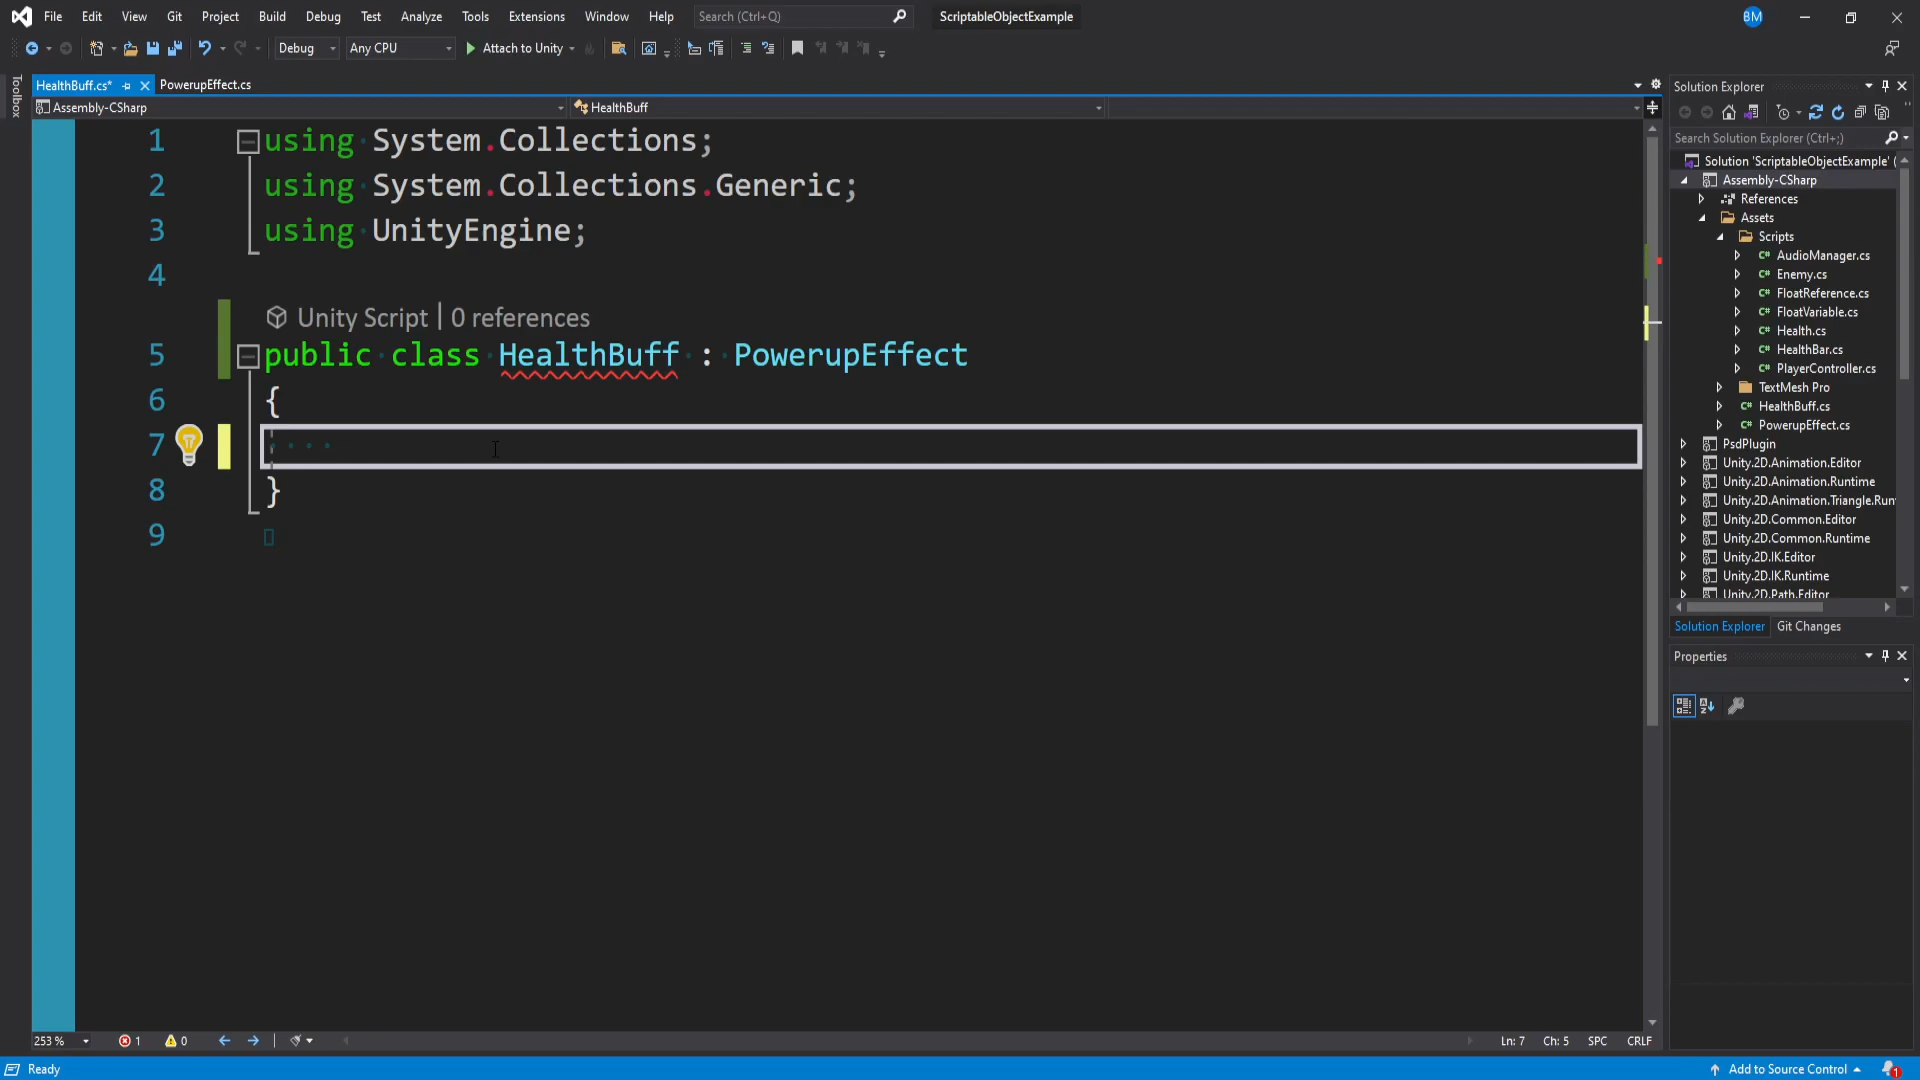 File Edit View Git Project Build Debug Test Analyze Tools Extensions Window Help Search (Ctrl+Q) ScriptableObjectExample BM
Debug Any CPU Attach to Unity
Toolbox
HealthBuff.cs* PowerupEffect.cs
Assembly-CSharp HealthBuff
1 using System.Collections;
2 using System.Collections.Generic;
3 using UnityEngine;
4
Unity Script | 0 references
5 public class HealthBuff : PowerupEffect
6 {
7
8 }
9
253 % 1 0 Ln: 7 Ch: 5 SPC CRLF
Solution Explorer
Search Solution Explorer (Ctrl+;)
Solution 'ScriptableObjectExample' (
Assembly-CSharp
References
Assets
Scripts
C# AudioManager.cs
C# Enemy.cs
C# FloatReference.cs
C# FloatVariable.cs
C# Health.cs
C# HealthBar.cs
C# PlayerController.cs
TextMesh Pro
C# HealthBuff.cs
C# PowerupEffect.cs
PsdPlugin
Unity.2D.Animation.Editor
Unity.2D.Animation.Runtime
Unity.2D.Animation.Triangle.Run
Unity.2D.Common.Editor
Unity.2D.Common.Runtime
Unity.2D.IK.Editor
Unity.2D.IK.Runtime
Unity.2D.Path.Editor
Solution Explorer Git Changes
Properties
Ready Add to Source Control 1